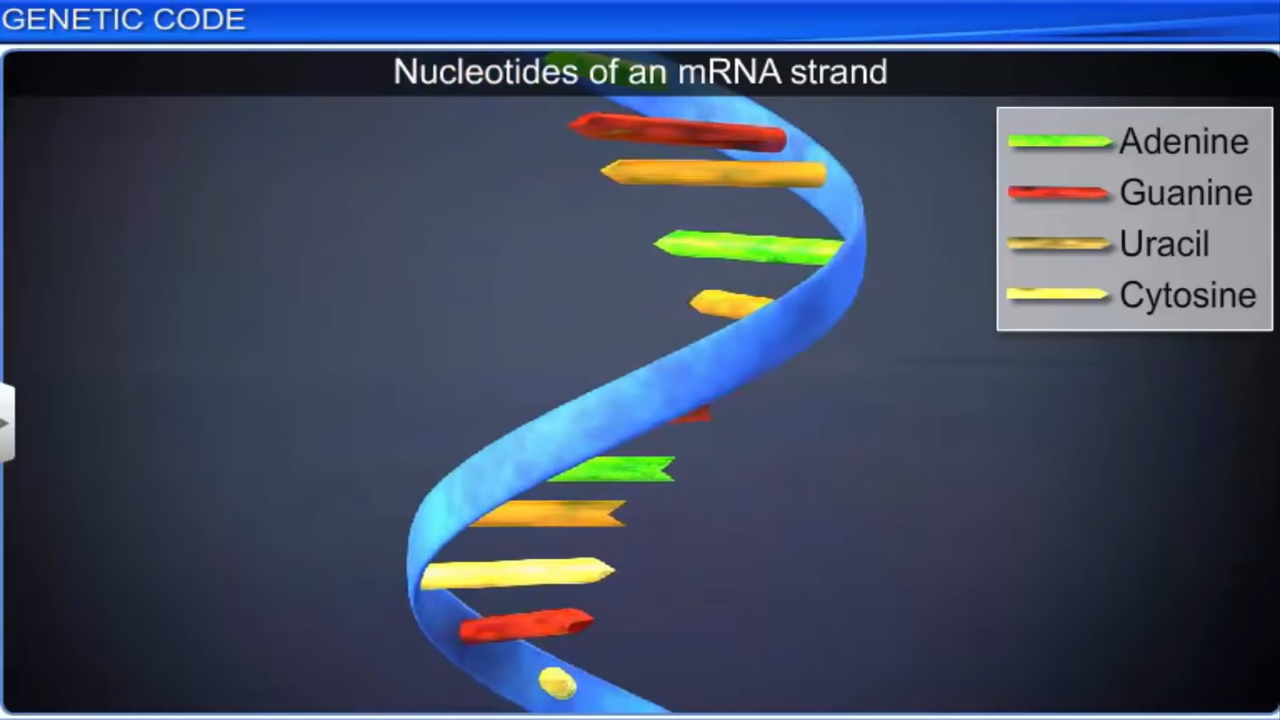 GENETIC CODE
Nucleotides of an mRNA strand
Adenine
Guanine
Uracil
Cytosine